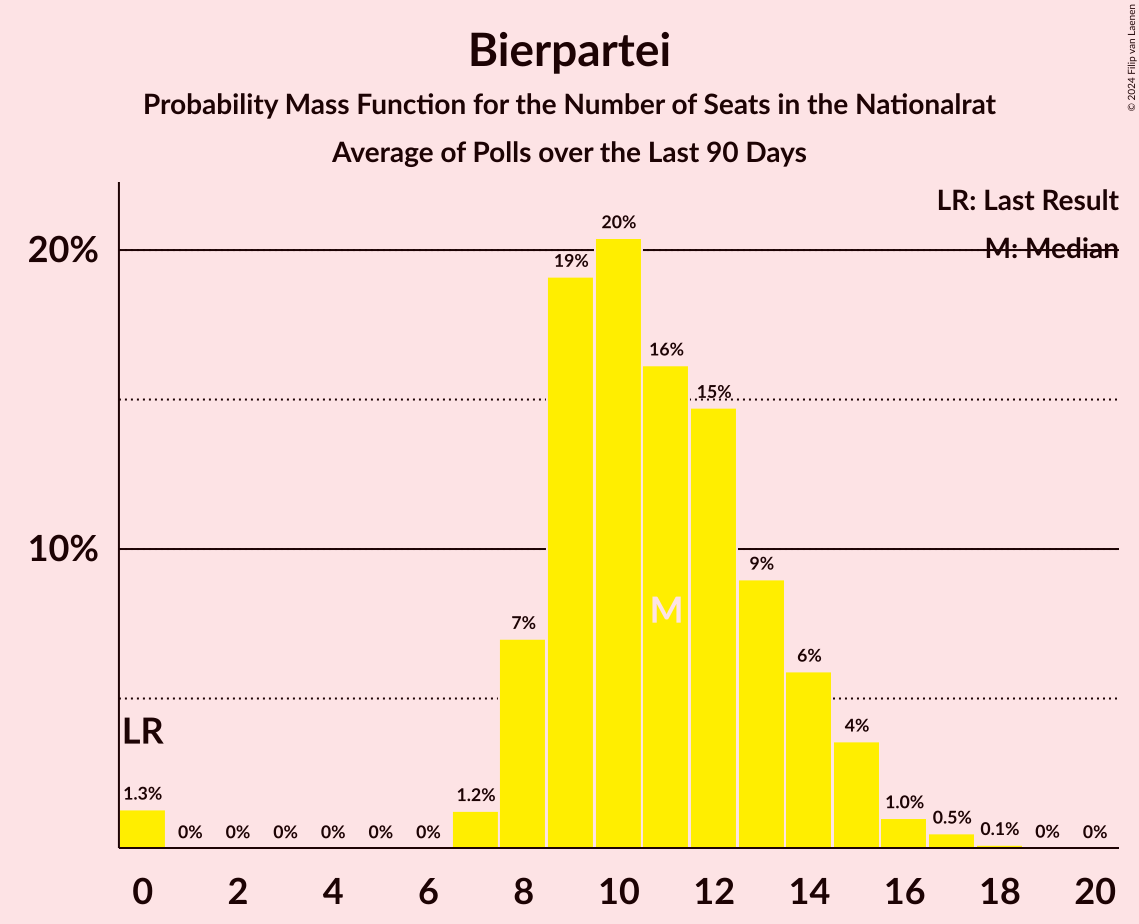 Bierpartei
Probability Mass Function for the Number of Seats in the Nationalrat
Average of Polls over the Last 90 Days
© 2024 Filip van Laenen
LR: Last Result
M: Median
20%
10%
20%
19%
16%
15%
9%
M
7%
6%
LR
4%
1.3%
0%
0%
0%
0%
0%
0%
1.2%
1.0%
0.5%
0.1%
0%
0%
0 2 4 6 8 10 12 14 16 18 20